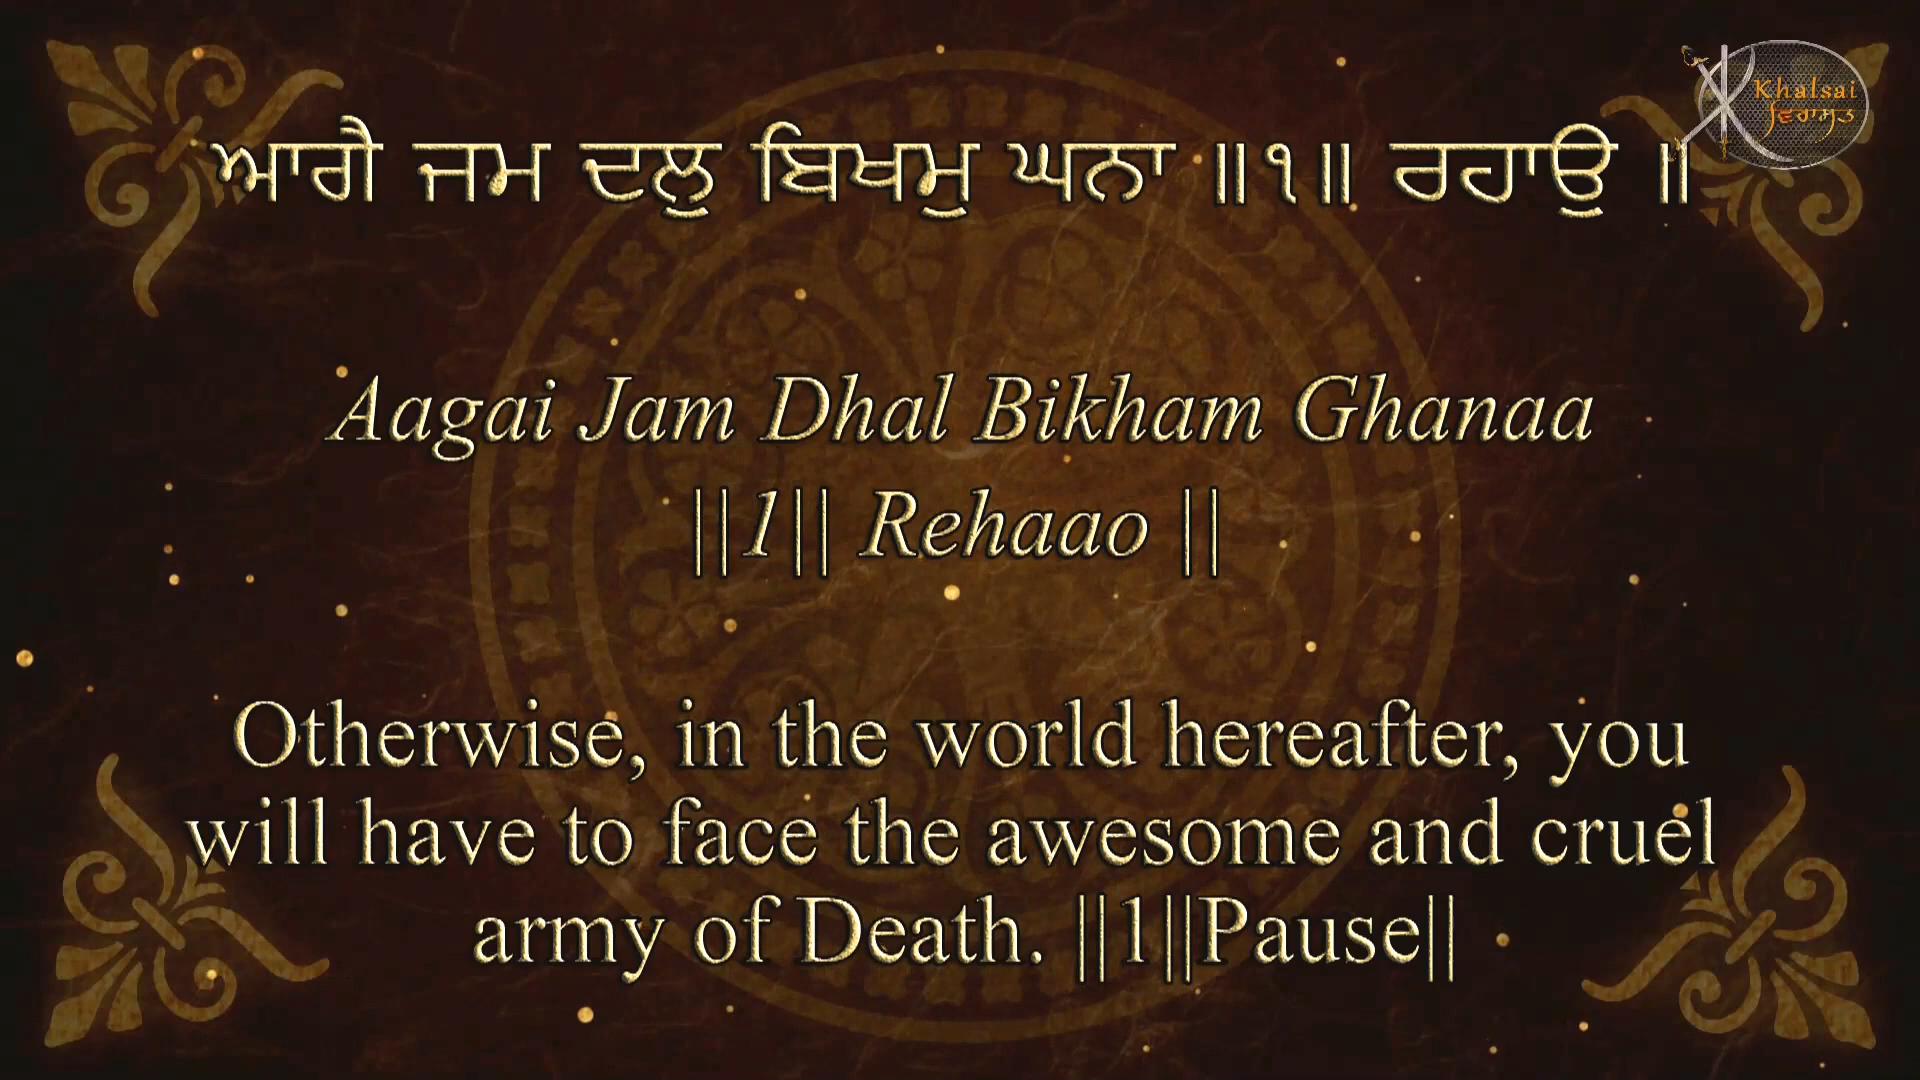 Khalsai
ਵਿਰਾਸਤ
ਆਗੈ ਜਮ ਦਲੁ ਬਿਖਮੁ ਘਨਾ ॥੧॥ ਰਹਾਉ ॥
Aagai Jam Dhal Bikham Ghanaa
||1|| Rehaao ||
Otherwise, in the world hereafter, you
will have to face the awesome and cruel
army of Death. ||1||Pause||